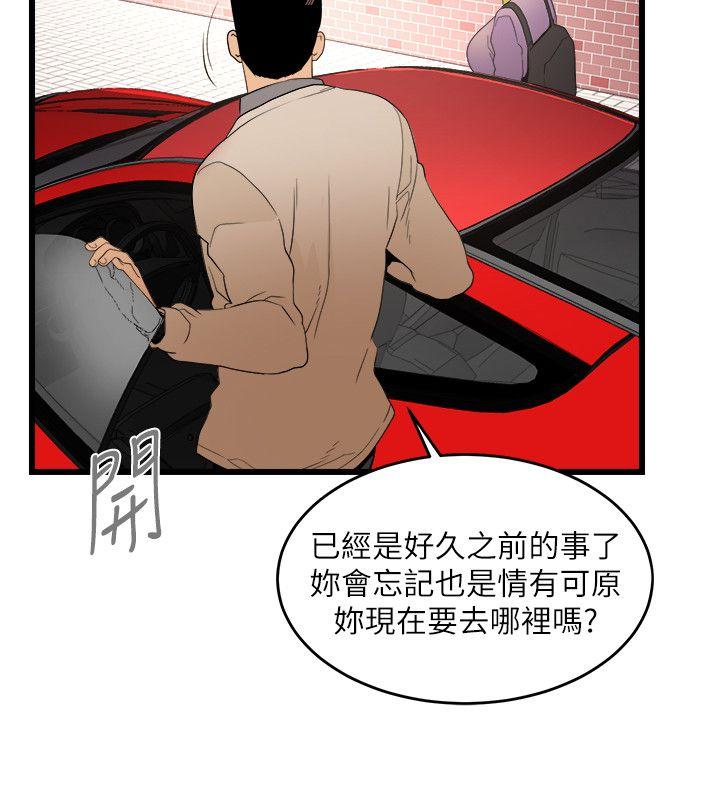 開
已經是好久之前的事了
妳會忘記也是情有可原
妳現在要去哪裡嗎?